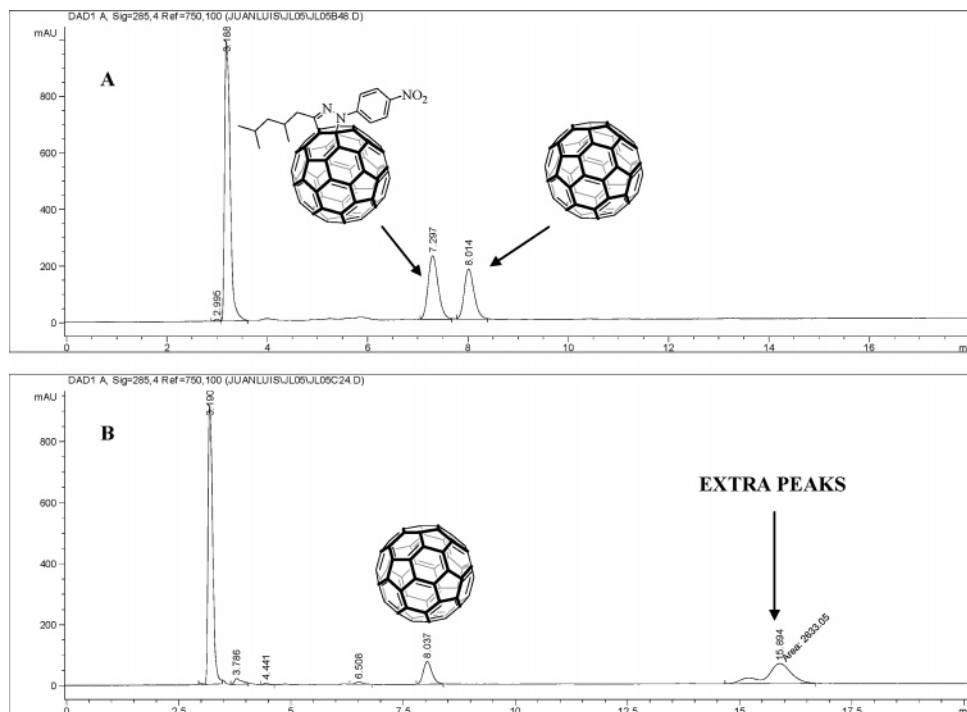 DAD1 A, Sig=285,4 Ref=750,100 (JUANLUIS\JL05\JL05B48.D)
mAU
3.188
A
N
N
NO2
800
600
400
200
0
2.995
7.297
8.014
0 2 4 6 8 10 12 14 16 m
DAD1 A, Sig=285,4 Ref=750,100 (JUANLUIS\JL05\JL05C24.D)
mAU
3.190
B
EXTRA PEAKS
800
600
400
200
0
3.786
4.441
6.508
8.037
15.894
Area: 2633.05
0 2.5 5 7.5 10 12.5 15 17.5 m